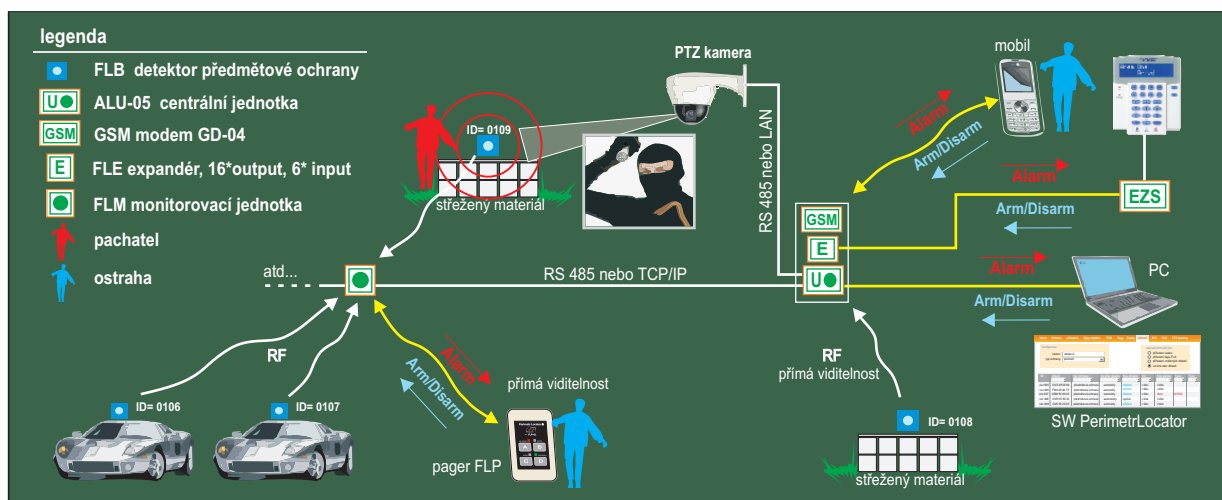 legenda
FLB detektor předmětové ochrany
U
ALU-05 centrální jednotka
GSM
GSM modem GD-04
E
FLE expandér, 16*output, 6* input
FLM monitorovací jednotka
pachatel
ostraha
PTZ kamera
ID= 0109
střežený materiál
RS 485 nebo LAN
mobil
Alarm
Arm/Disarm
GSM
E
U
Alarm
Arm/Disarm
EZS
atd...
RS 485 nebo TCP/IP
Alarm
Arm/Disarm
PC
RF
ID= 0106
ID= 0107
Alarm
Arm/Disarm
přímá viditelnost
pager FLP
RF
přímá viditelnost
ID= 0108
střežený materiál
SW PerimetrLocator